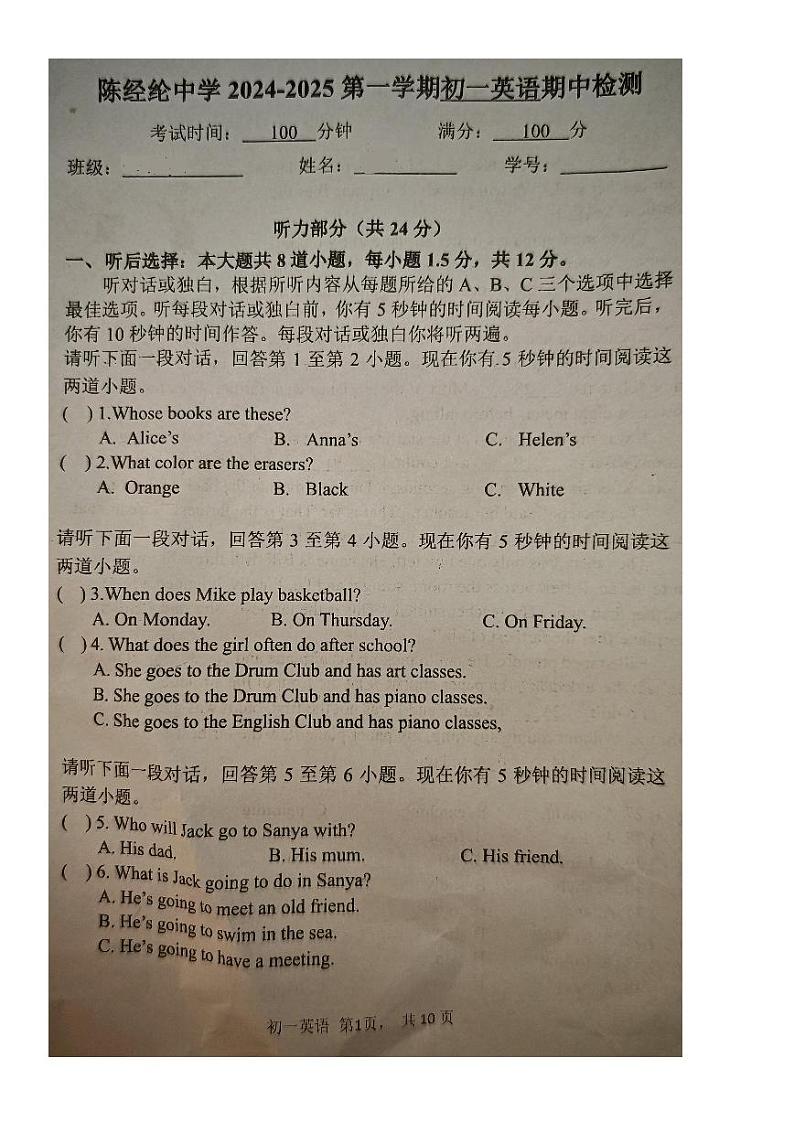 陈经纶中学 2024-2025 第一学期初一英语期中检测
考试时间： 100 分钟 满分： 100 分
班级： 姓名： 学号：
听力部分（共 24 分）
一、听后选择：本大题共 8 道小题，每小题 1.5 分，共 12 分。
听对话或独白，根据所听内容从每题所给的 A、B、C 三个选项中选择
最佳选项。听每段对话或独白前，你有 5 秒钟的时间阅读每小题。听完后，
你有 10 秒钟的时间作答。每段对话或独白你将听两遍。
请听下面一段对话，回答第 1 至第 2 小题。现在你有 5 秒钟的时间阅读这
两道小题。
( ) 1.Whose books are these?
A. Alice's B. Anna's C. Helen's
( ) 2.What color are the erasers?
A. Orange B. Black C. White
请听下面一段对话，回答第 3 至第 4 小题。现在你有 5 秒钟的时间阅读这
两道小题。
( ) 3.When does Mike play basketball?
A. On Monday. B. On Thursday. C. On Friday.
( ) 4. What does the girl often do after school?
A. She goes to the Drum Club and has art classes.
B. She goes to the Drum Club and has piano classes.
C. She goes to the English Club and has piano classes,
请听下面一段对话，回答第 5 至第 6 小题。现在你有 5 秒钟的时间阅读这
两道小题。
( ) 5. Who will Jack go to Sanya with?
A. His dad. B. His mum. C. His friend.
( ) 6. What is Jack going to do in Sanya?
A. He's going to meet an old friend.
B. He's going to swim in the sea.
C. He's going to have a meeting.
初一英语 第1页， 共 10 页